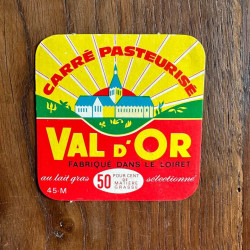 CARRÉ PASTEURISÉ
VAL D'OR
FABRIQUÉ DANS LE LOIRET
au lait gras sélectionné
50 POUR CENT
DE
MATIÈRE
GRASSE
45-M